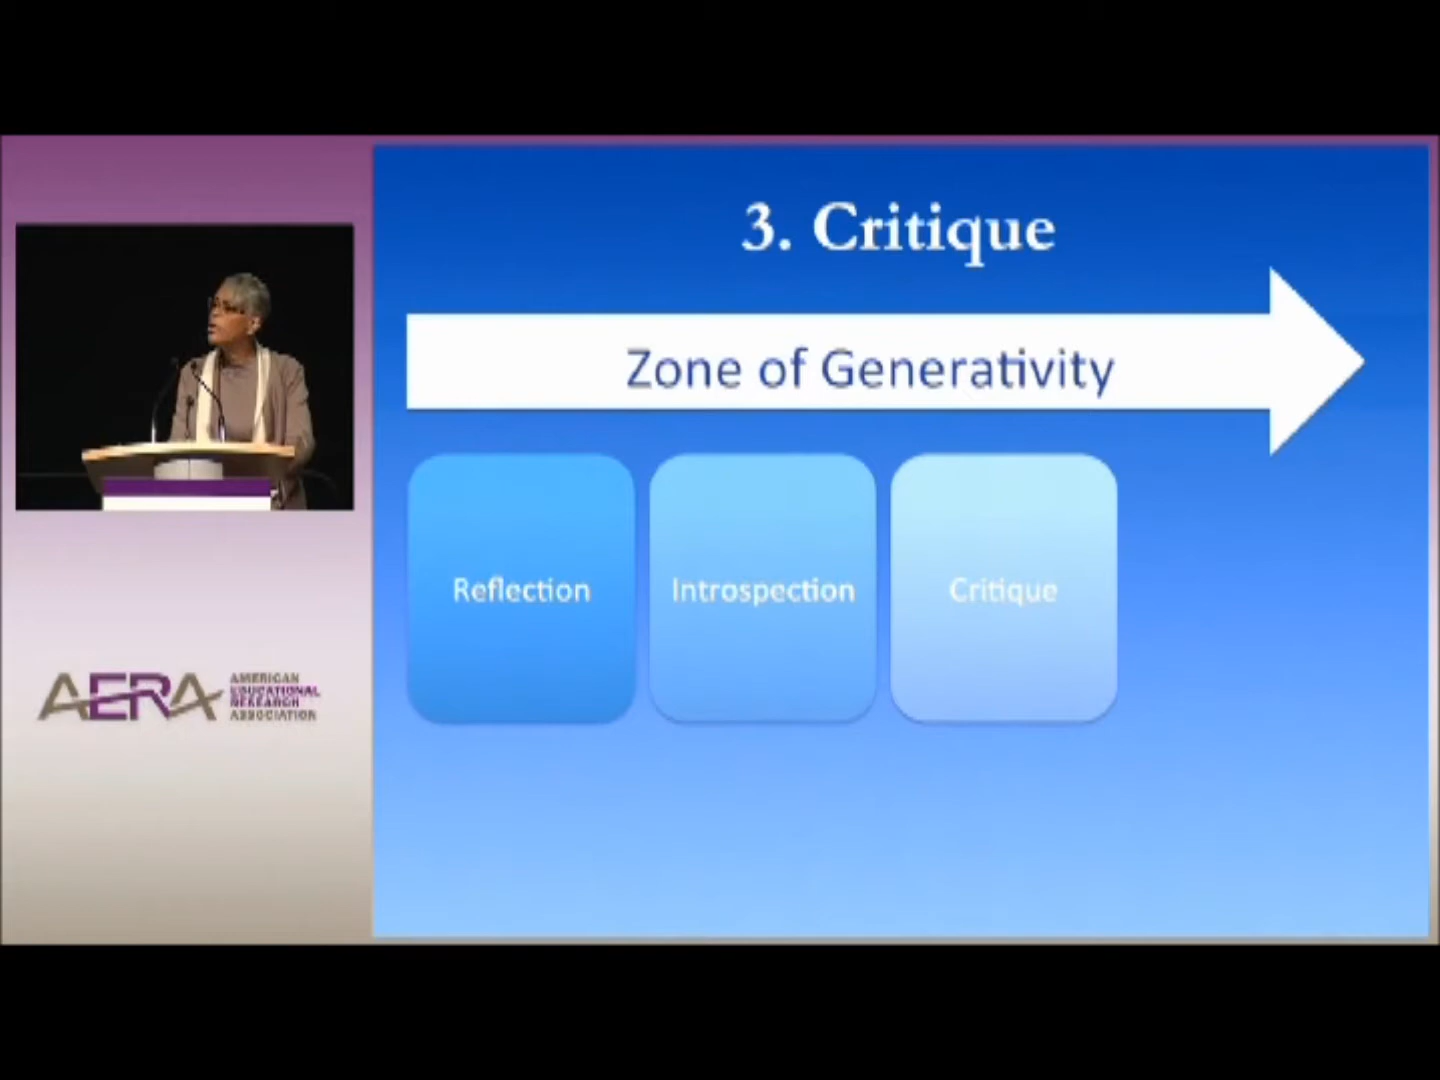 3. Critique
Zone of Generativity
Reflection
Introspection
Critique
AERA
AMERICAN
EDUCATIONAL
RESEARCH
ASSOCIATION